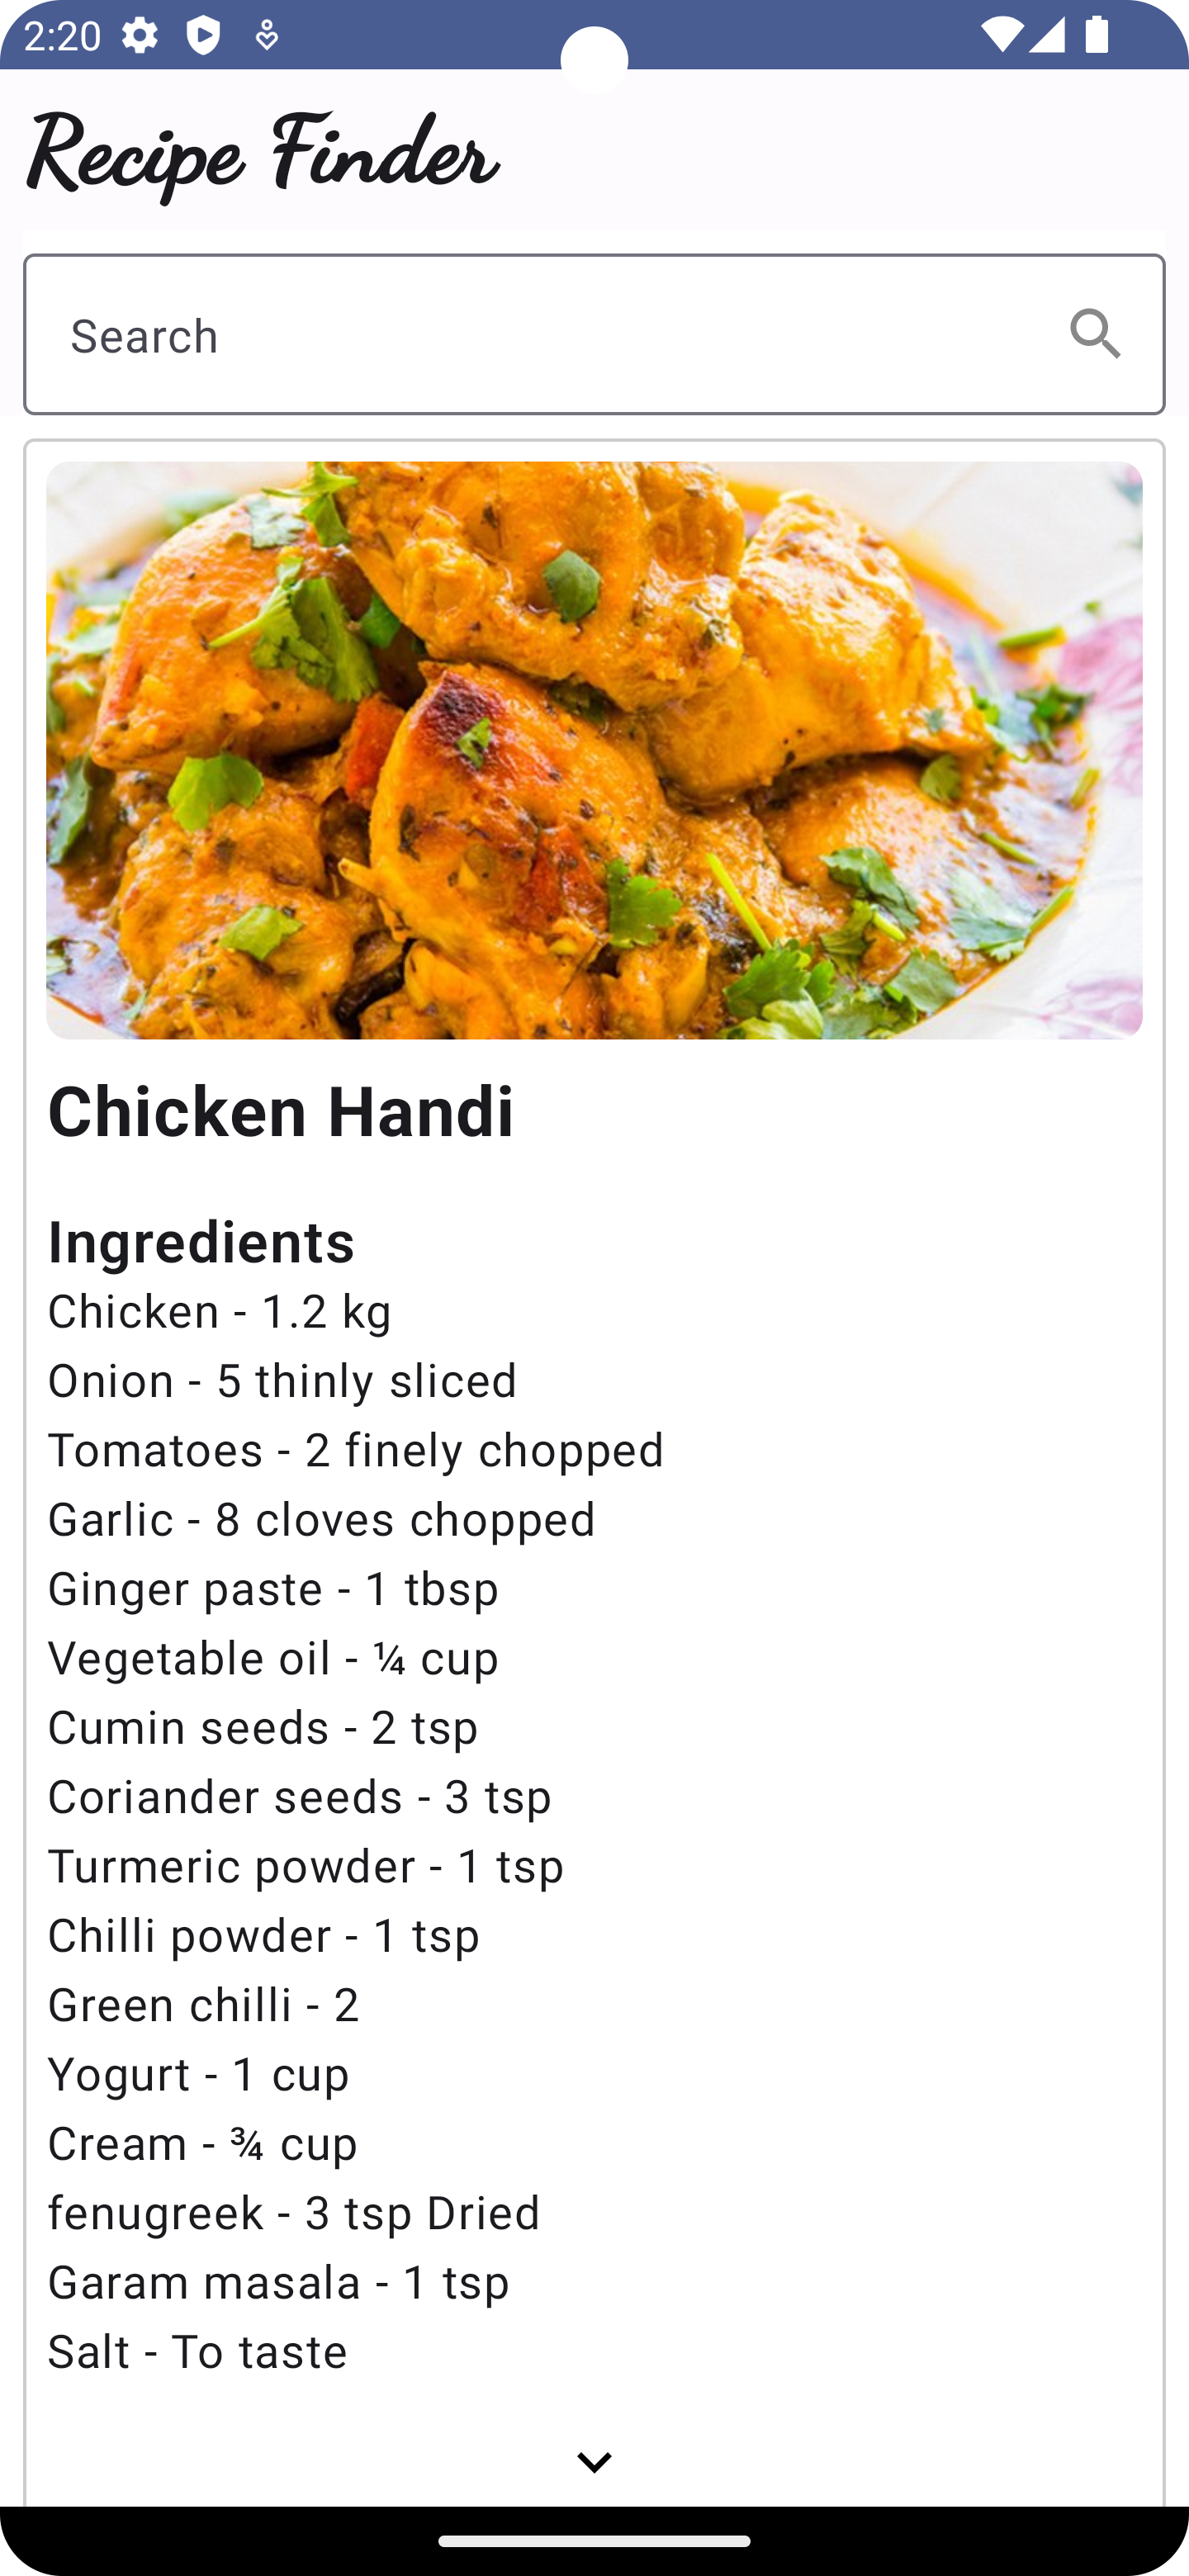 2:20
Recipe Finder
Search
Chicken Handi
Ingredients
Chicken - 1.2 kg
Onion - 5 thinly sliced
Tomatoes - 2 finely chopped
Garlic - 8 cloves chopped
Ginger paste - 1 tbsp
Vegetable oil - ¼ cup
Cumin seeds - 2 tsp
Coriander seeds - 3 tsp
Turmeric powder - 1 tsp
Chilli powder - 1 tsp
Green chilli - 2
Yogurt - 1 cup
Cream - ¾ cup
fenugreek - 3 tsp Dried
Garam masala - 1 tsp
Salt - To taste